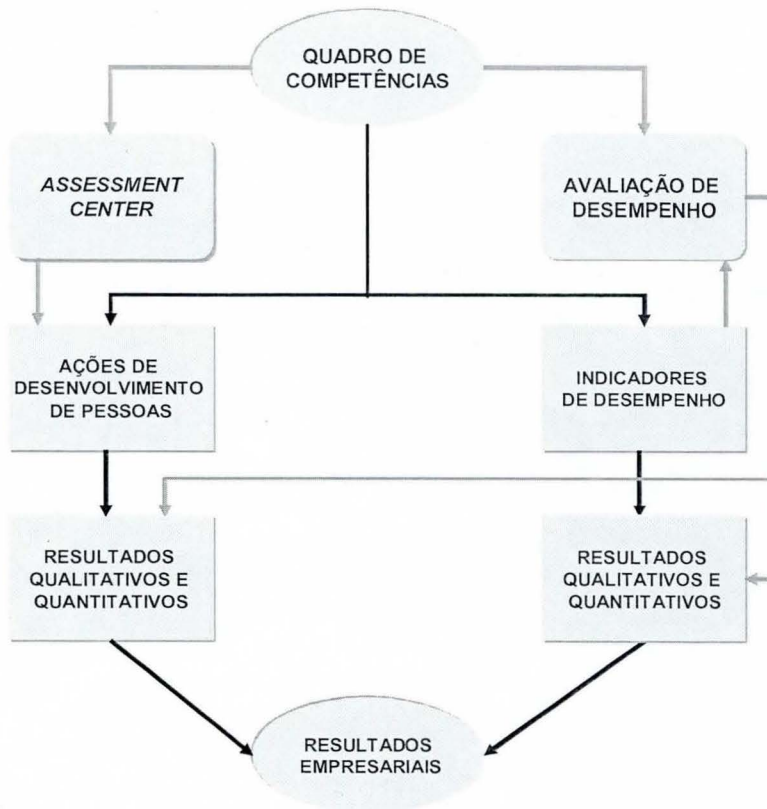 QUADRO DE
COMPETÊNCIAS
ASSESSMENT
CENTER
AVALIAÇÃO DE
DESEMPENHO
AÇÕES DE
DESENVOLVIMENTO
DE PESSOAS
INDICADORES
DE DESEMPENHO
RESULTADOS
QUALITATIVOS E
QUANTITATIVOS
RESULTADOS
QUALITATIVOS E
QUANTITATIVOS
RESULTADOS
EMPRESARIAIS